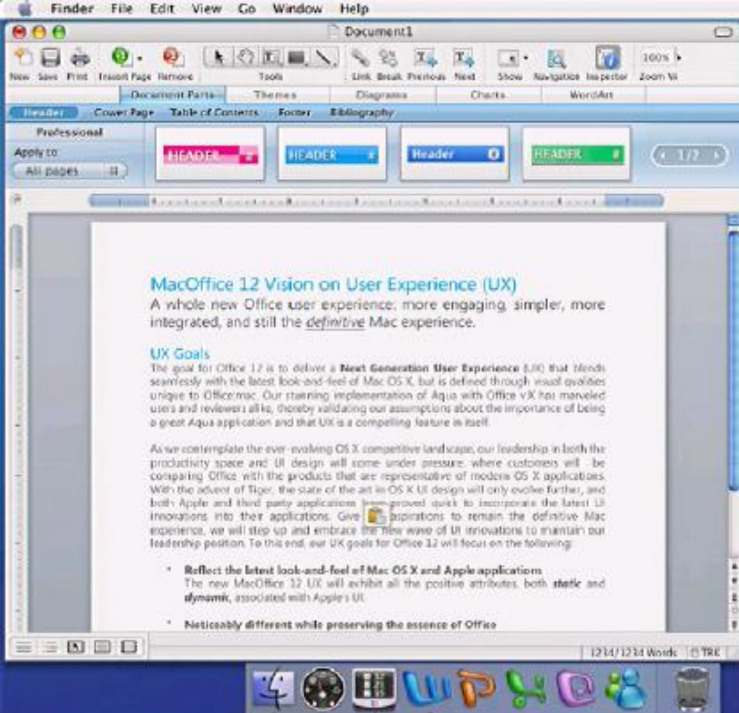 Finder File Edit View Go Window Help
Document1
New Save Print Insert Page Remove Tools Link Break Previous Next Show Navigation Inspector Zoom
100%
Document Parts Themes Diagrams Charts WordArt
Header Cover Page Table of Contents Footer Bibliography
Professional
Apply to:
All pages
HEADER # HEADER # Header 0 HEADER #
1/2
MacOffice 12 Vision on User Experience (UX)
A whole new Office user experience: more engaging, simpler, more
integrated, and still the definitive Mac experience.
UX Goals
The goal for Office 12 is to deliver a Next Generation User Experience (UX) that blends
seamlessly with the latest look-and-feel of Mac OS X, but is defined through visual qualities
unique to Office:mac. Our stunning implementation of Aqua with Office v.X has marveled
users and reviewers alike, thereby validating our assumptions about the importance of being
a great Aqua application and that UX is a compelling feature in itself.
As we contemplate the ever-evolving OS X competitive landscape, our leadership in both the
productivity space and UI design will come under pressure, where customers will be
comparing Office with the products that are representative of modern OS X applications.
With the advent of Tiger, the state of the art in OS X UI design will only evolve further, and
both Apple and third party applications proved quick to incorporate the latest UI
innovations into their applications. Give aspirations to remain the definitive Mac
experience, we will step up and embrace the new wave of UI innovations to maintain our
leadership position. To this end, our UX goals for Office 12 will focus on the following:
• Reflect the latest look-and-feel of Mac OS X and Apple applications
The new MacOffice 12 UX will exhibit all the positive attributes, both static and
dynamic, associated with Apple's UI.
• Noticeably different while preserving the essence of Office
1234/1234 Words TRK